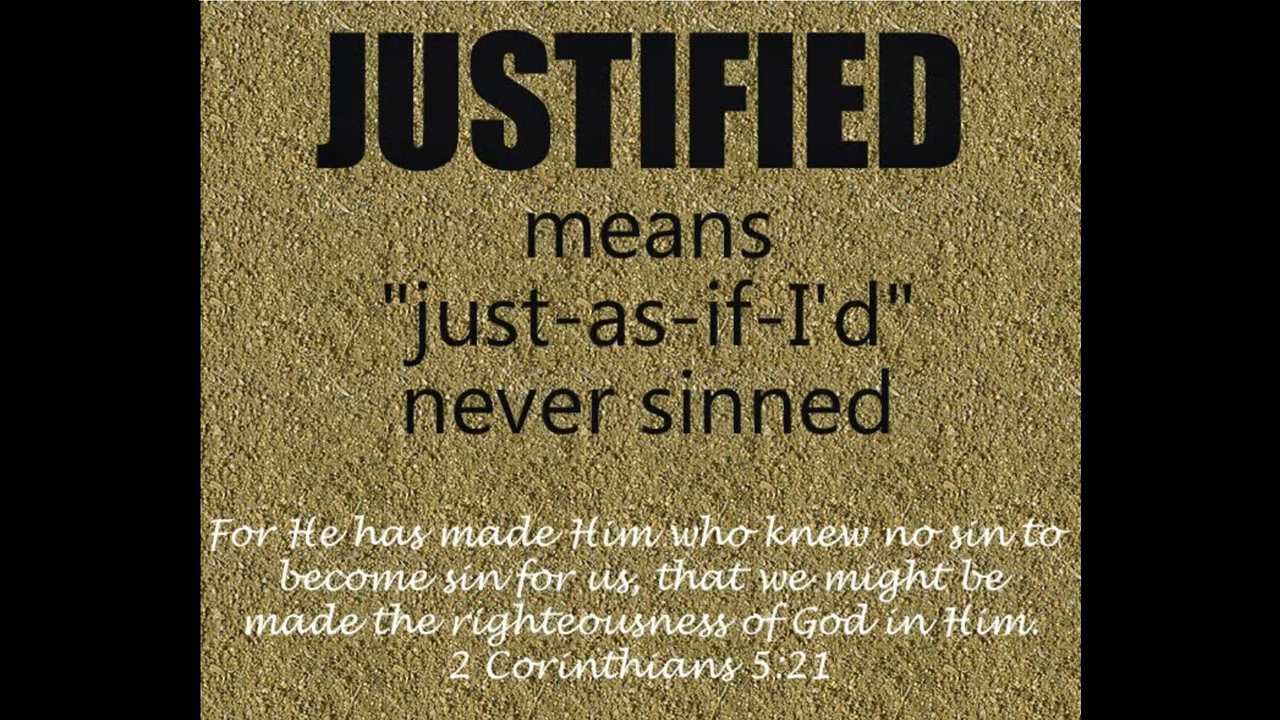 JUSTIFIED
means
"just-as-if-I'd"
never sinned
For He has made Him who knew no sin to
become sin for us, that we might be
made the righteousness of God in Him.
2 Corinthians 5:21